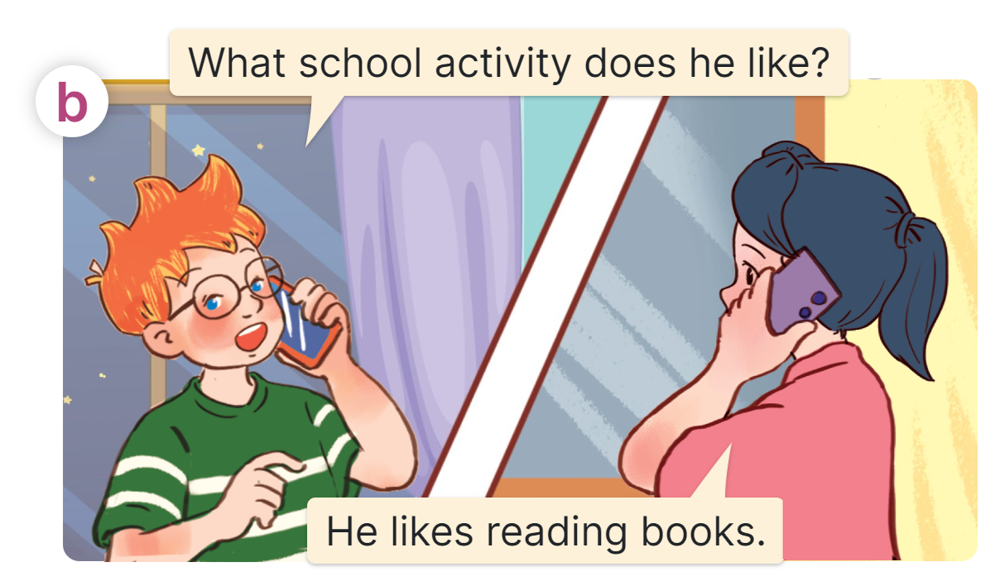 What school activity does he like?
b
He likes reading books.